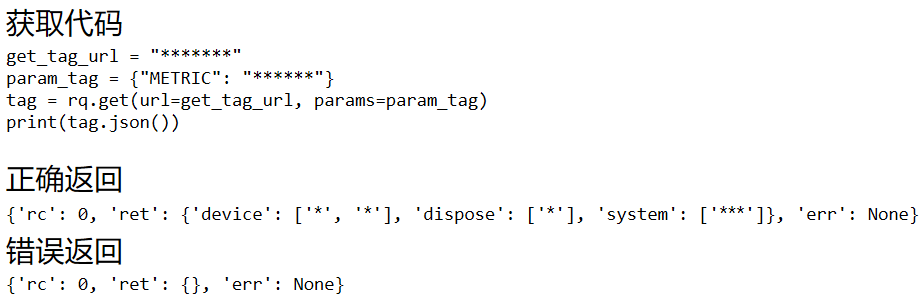 获取代码
get_tag_url = "*******"
param_tag = {"METRIC": "******"}
tag = rq.get(url=get_tag_url, params=param_tag)
print(tag.json())
正确返回
{'rc': 0, 'ret': {'device': ['*', '*'], 'dispose': ['*'], 'system': ['***']}, 'err': None}
错误返回
{'rc': 0, 'ret': {}, 'err': None}